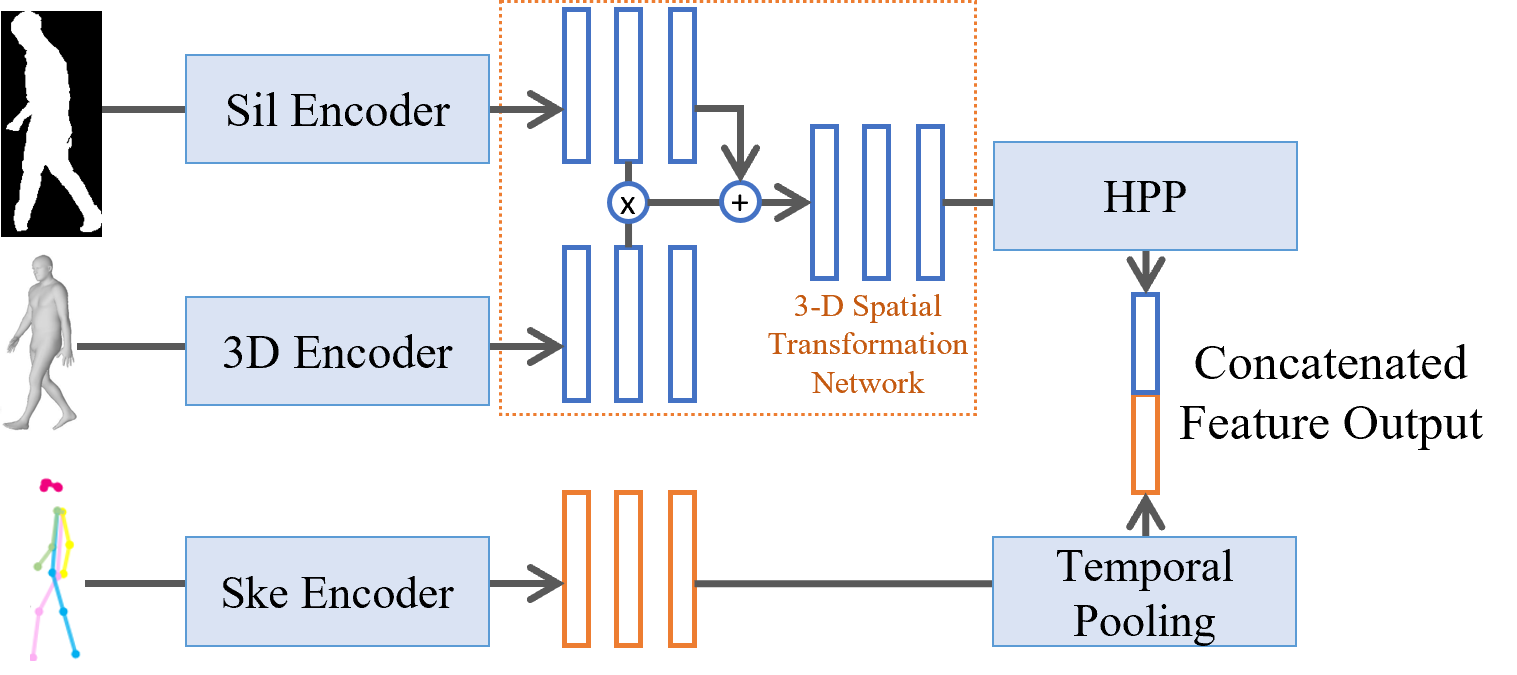 Sil Encoder
x
+
HPP
3-D Spatial
Transformation
Network
3D Encoder
Concatenated
Feature Output
Ske Encoder
Temporal
Pooling